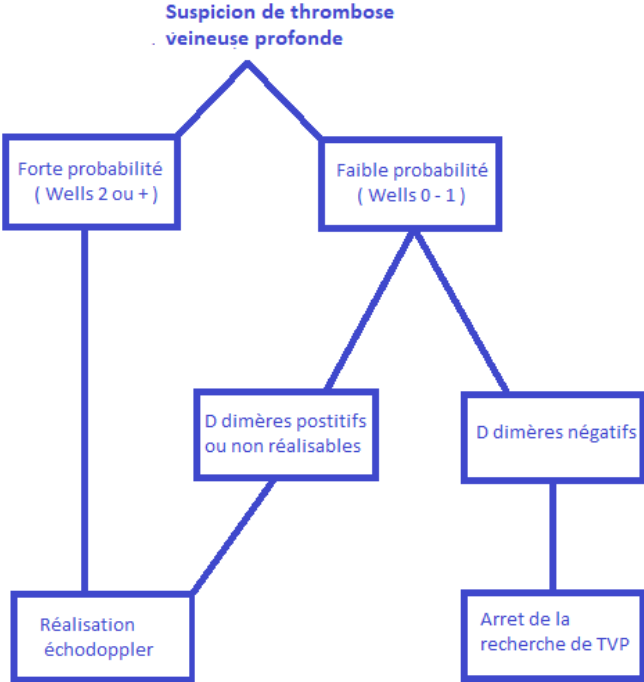 Suspicion de thrombose
. veineuse profonde
Forte probabilité
( Wells 2 ou + )
Faible probabilité
( Wells 0 - 1 )
D dimères postitifs
ou non réalisables
D dimères négatifs
Réalisation
échodoppler
Arret de la
recherche de TVP